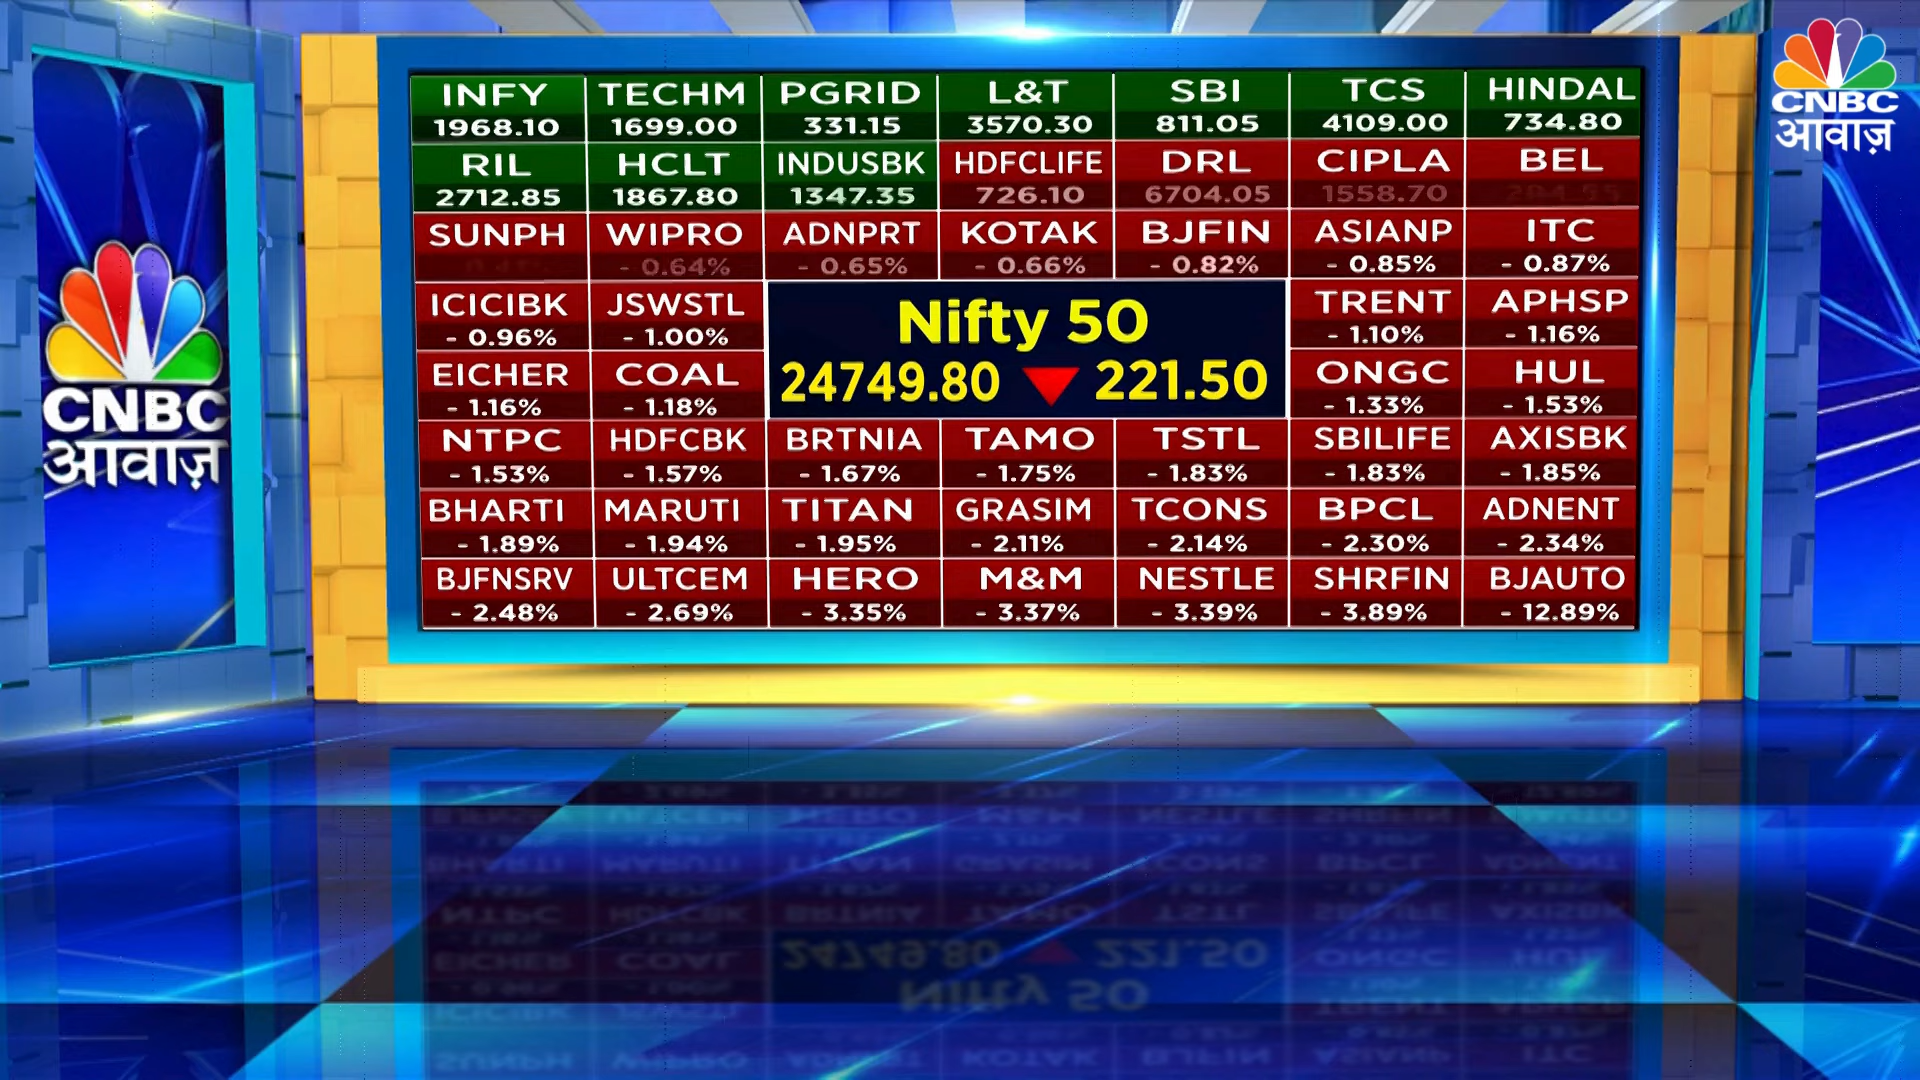 INFY TECHM PGRID L&T SBI TCS HINDAL
1968.10 1699.00 331.15 3570.30 811.05 4109.00 734.80
RIL HCLT INDUSBK HDFCLIFE DRL CIPLA BEL
2712.85 1867.80 1347.35 726.10 6704.05 1558.70
SUNPH WIPRO ADNPRT KOTAK BJFIN ASIANP ITC
- 0.64% - 0.65% - 0.66% - 0.82% - 0.85% - 0.87%
ICICIBK JSWSTL TRENT APHSP
- 0.96% - 1.00% - 1.10% - 1.16%
Nifty 50
24749.80 ▼ 221.50
EICHER COAL ONGC HUL
- 1.16% - 1.18% - 1.33% - 1.53%
NTPC HDFCBK BRTNIA TAMO TSTL SBILIFE AXISBK
- 1.53% - 1.57% - 1.67% - 1.75% - 1.83% - 1.83% - 1.85%
BHARTI MARUTI TITAN GRASIM TCONS BPCL ADNENT
- 1.89% - 1.94% - 1.95% - 2.11% - 2.14% - 2.30% - 2.34%
BJFNSRV ULTCEM HERO M&M NESTLE SHRFIN BJAUTO
- 2.48% - 2.69% - 3.35% - 3.37% - 3.39% - 3.89% - 12.89%
CNBC
आवाज़
CNBC
आवाज़